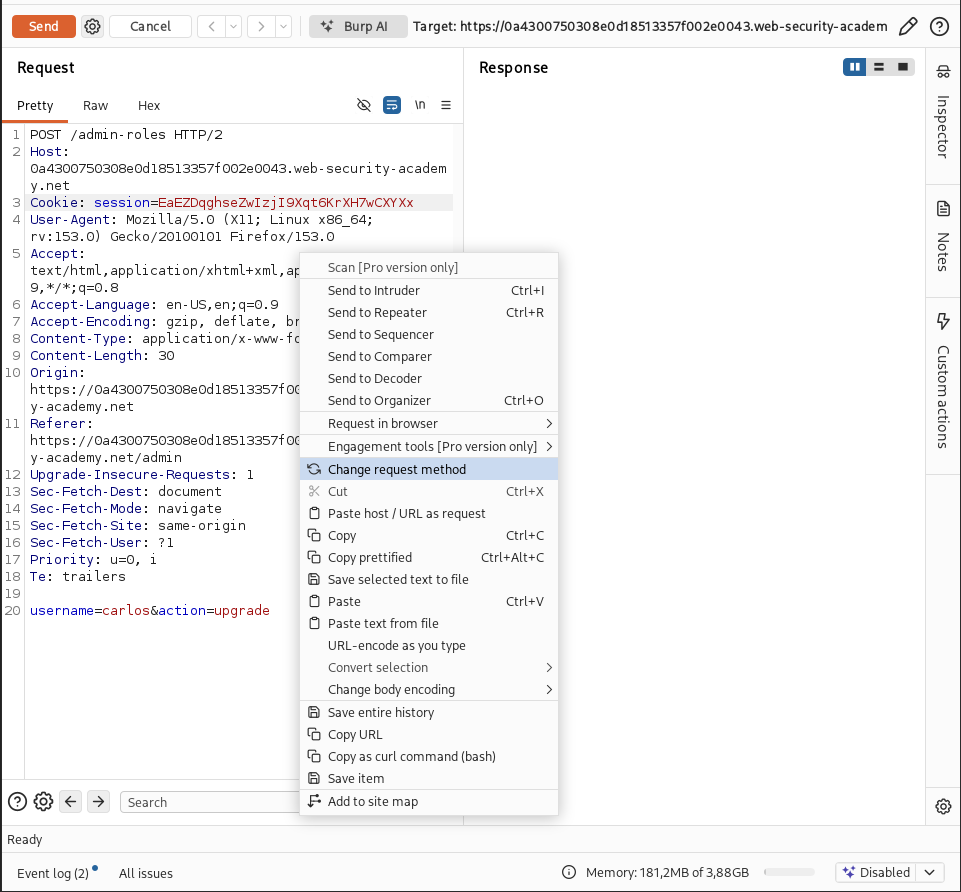 Send
Cancel
Burp AI
Target: https://0a4300750308e0d18513357f002e0043.web-security-academ
Request
Pretty
Raw
Hex
\n
1 POST /admin-roles HTTP/2
2 Host:
0a4300750308e0d18513357f002e0043.web-security-academ
y.net
3 Cookie: session=EaEZDqghseZwIzjI9Xqt6KrXH7wCXYXx
4 User-Agent: Mozilla/5.0 (X11; Linux x86_64;
rv:153.0) Gecko/20100101 Firefox/153.0
5 Accept:
text/html,application/xhtml+xml,ap
9,*/*;q=0.8
6 Accept-Language: en-US,en;q=0.9
7 Accept-Encoding: gzip, deflate, br
8 Content-Type: application/x-www-fo
9 Content-Length: 30
10 Origin:
https://0a4300750308e0d18513357f00
y-academy.net
11 Referer:
https://0a4300750308e0d18513357f00
y-academy.net/admin
12 Upgrade-Insecure-Requests: 1
13 Sec-Fetch-Dest: document
14 Sec-Fetch-Mode: navigate
15 Sec-Fetch-Site: same-origin
16 Sec-Fetch-User: ?1
17 Priority: u=0, i
18 Te: trailers
19
20 username=carlos&action=upgrade
Scan [Pro version only]
Send to Intruder Ctrl+I
Send to Repeater Ctrl+R
Send to Sequencer
Send to Comparer
Send to Decoder
Send to Organizer Ctrl+O
Request in browser
Engagement tools [Pro version only]
Change request method
Cut Ctrl+X
Paste host / URL as request
Copy Ctrl+C
Copy prettified Ctrl+Alt+C
Save selected text to file
Paste Ctrl+V
Paste text from file
URL-encode as you type
Convert selection
Change body encoding
Save entire history
Copy URL
Copy as curl command (bash)
Save item
Add to site map
Search
Response
Inspector
Notes
Custom actions
Ready
Event log (2)
All issues
Memory: 181,2MB of 3,88GB
Disabled